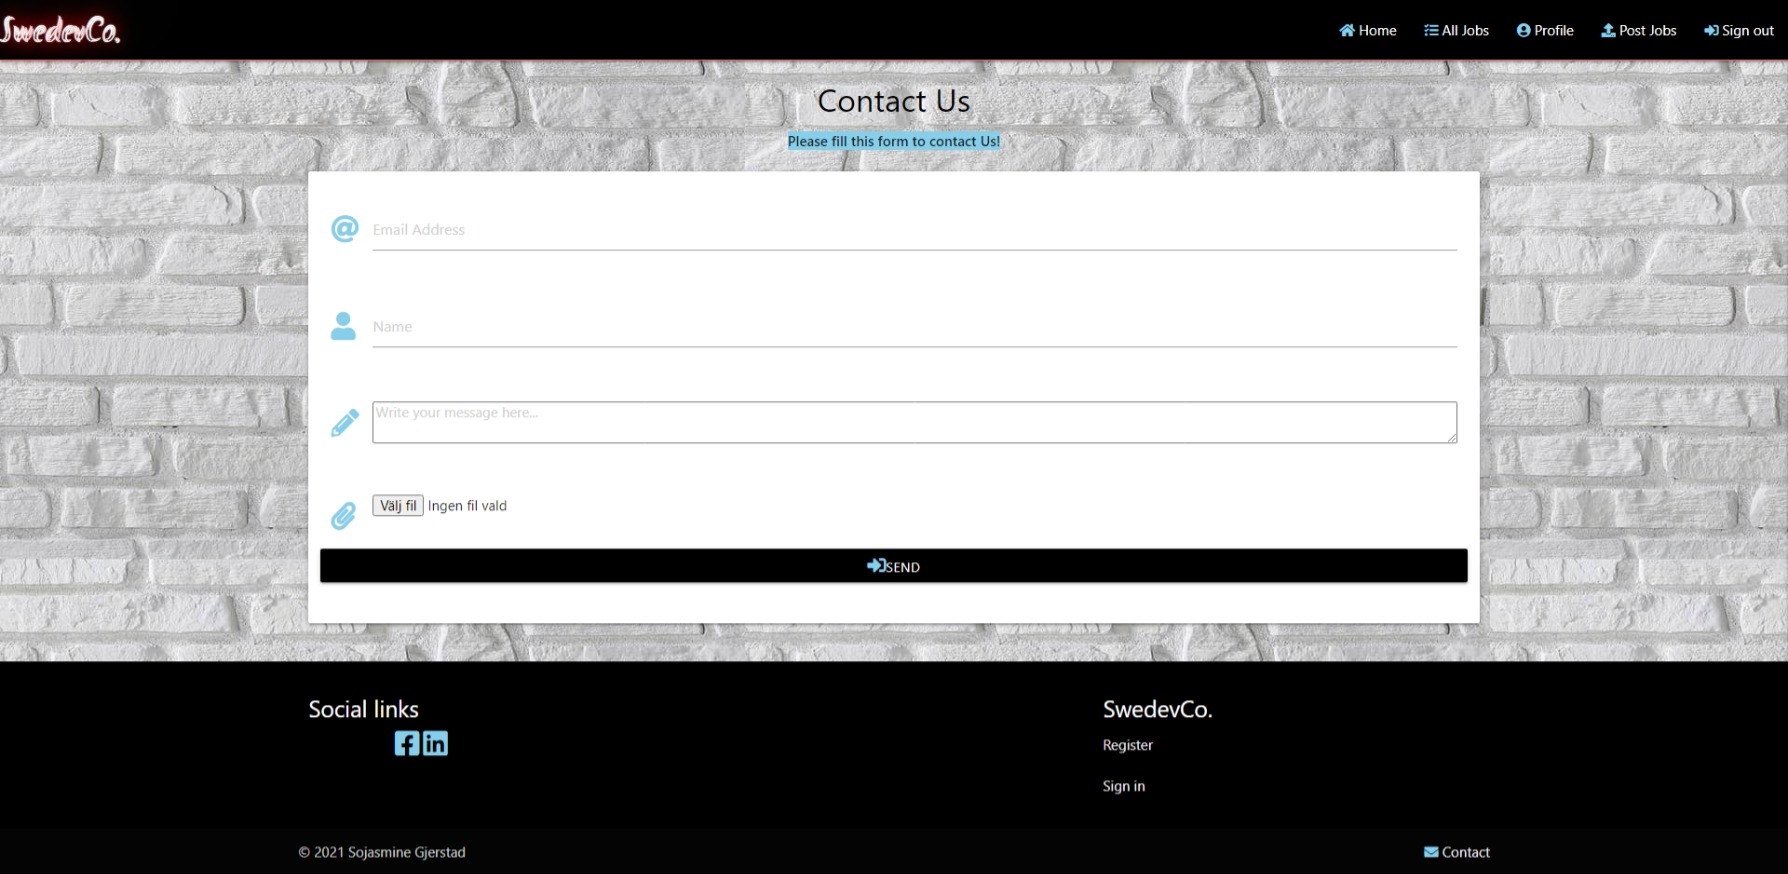 SwedevCo.
Home All Jobs Profile Post Jobs Sign out
Contact Us
Please fill this form to contact Us!
Email Address
Name
Write your message here...
Välj fil Ingen fil vald
SEND
Social links
SwedevCo.
Register
Sign in
© 2021 Sojasmine Gjerstad
Contact